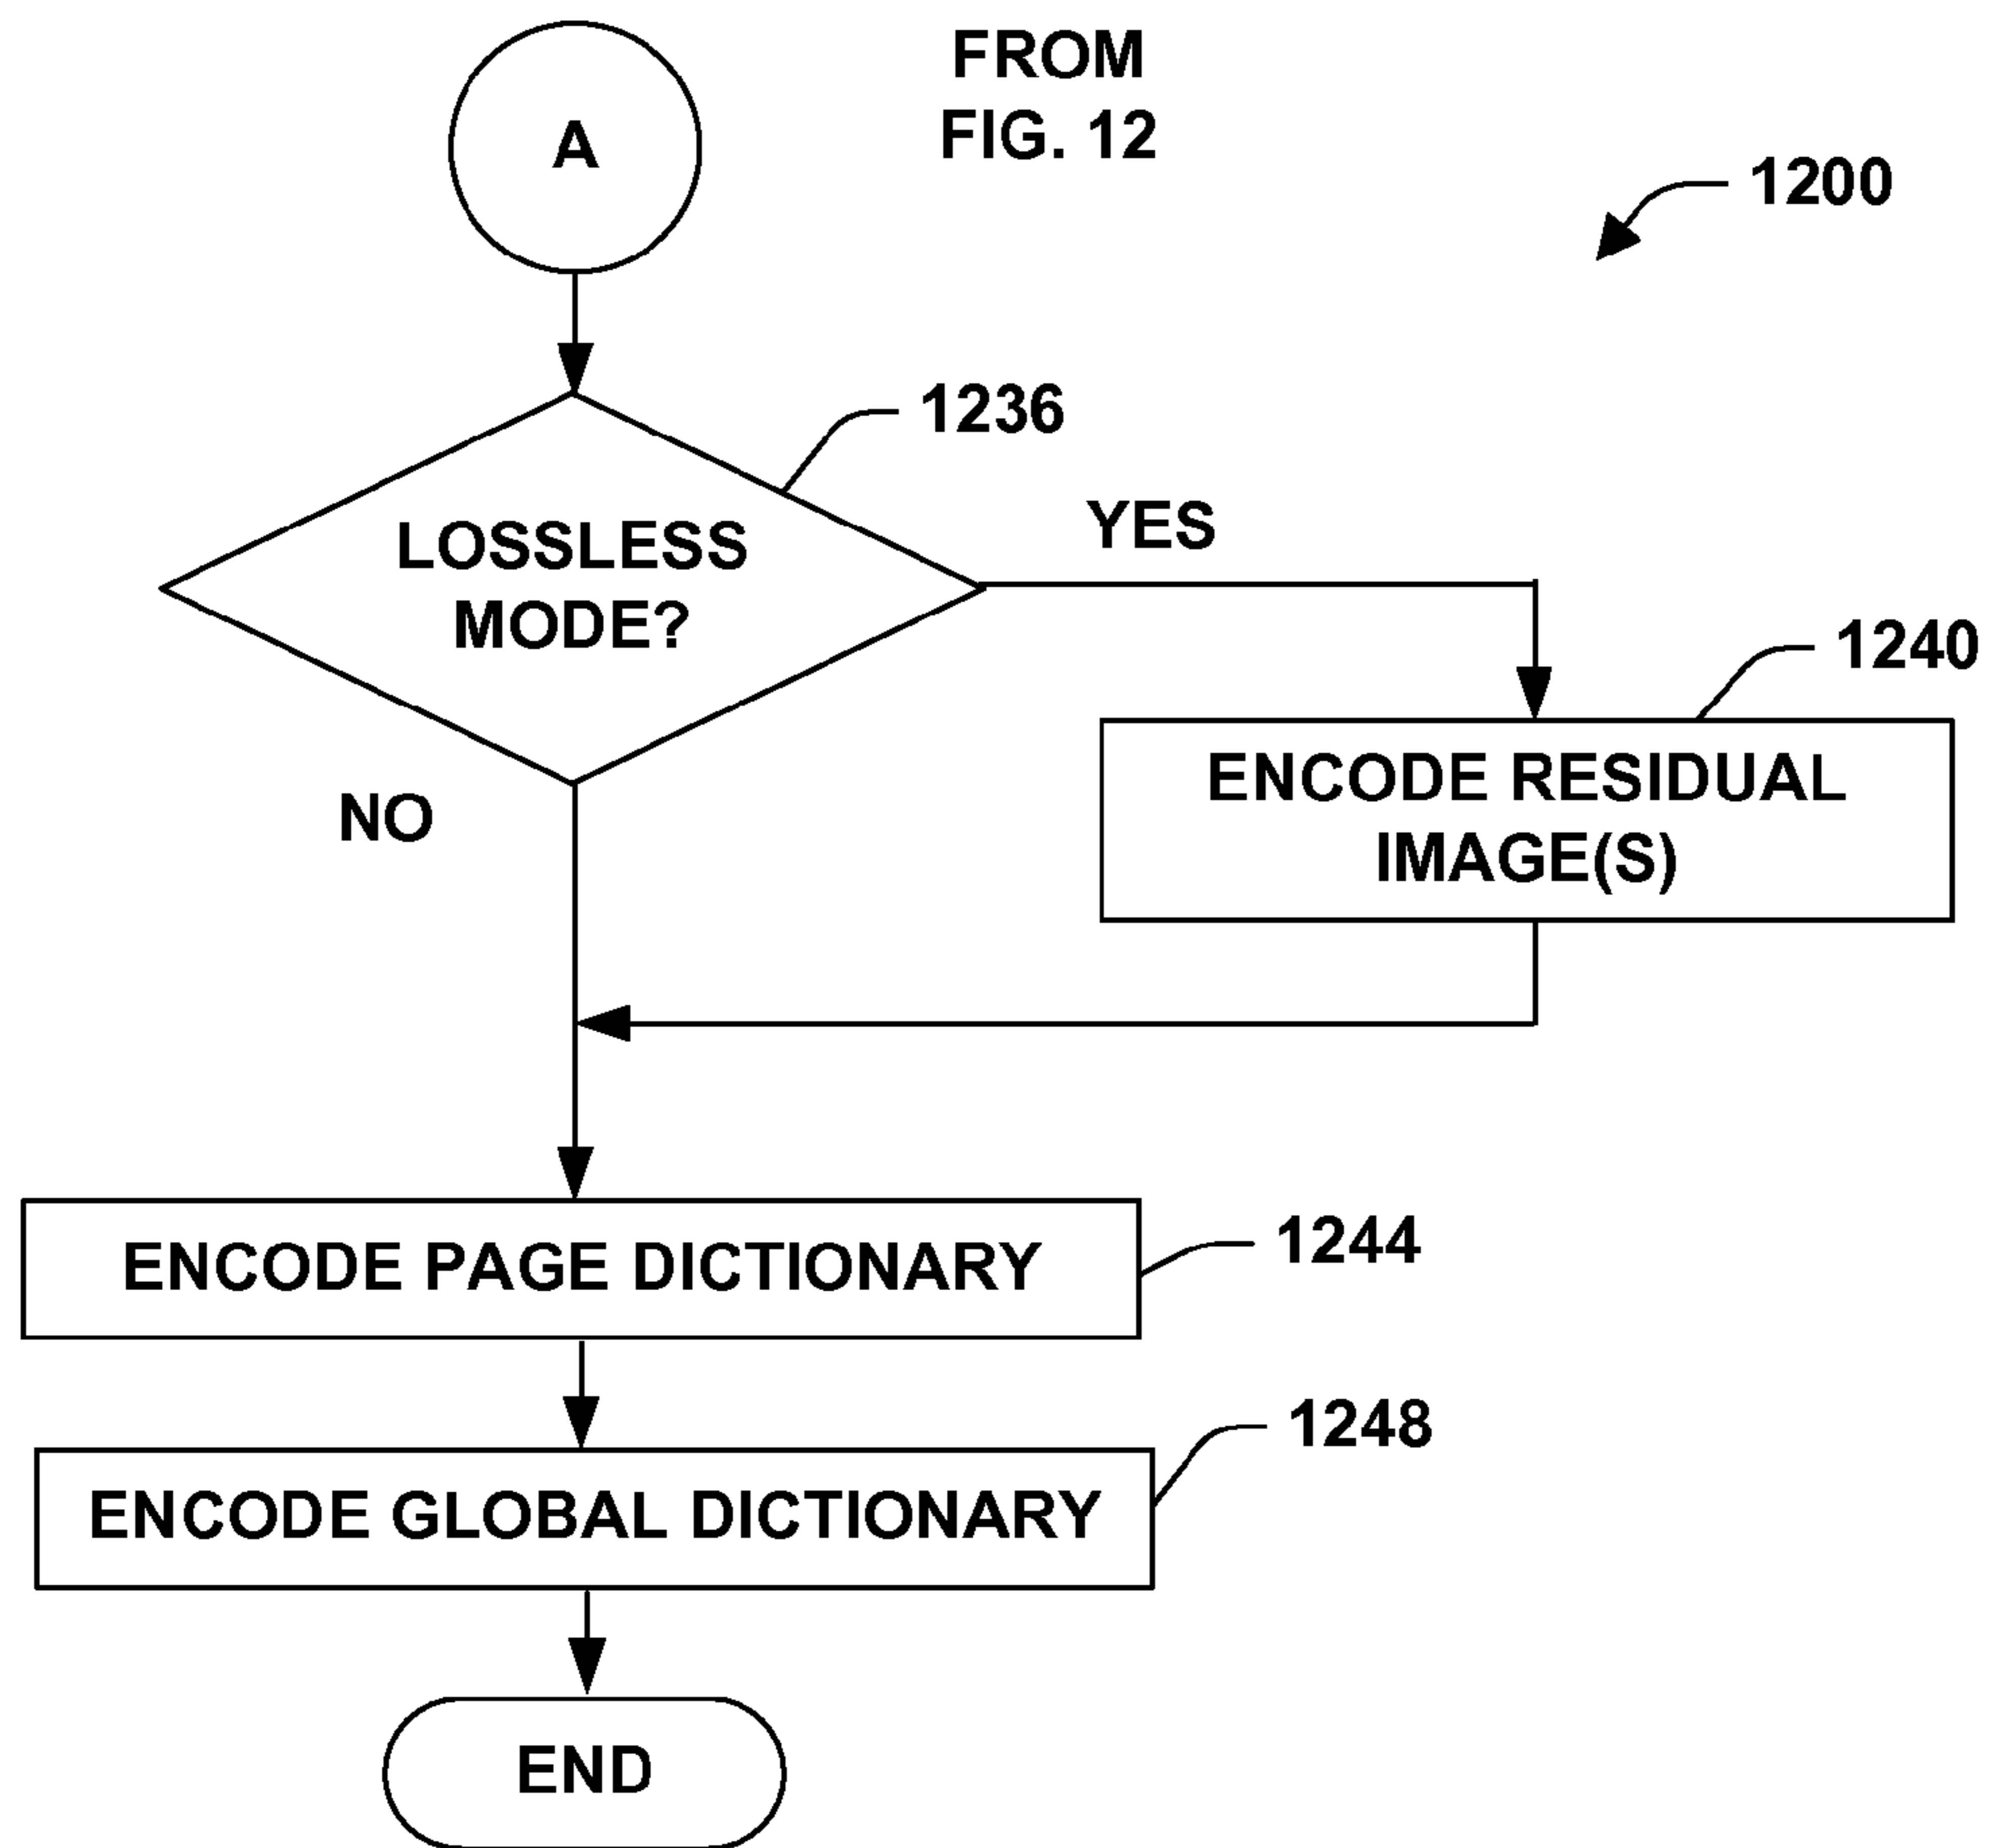 A
FROM
FIG. 12
1200
1236
LOSSLESS
MODE?
YES
NO
1240
ENCODE RESIDUAL
IMAGE(S)
ENCODE PAGE DICTIONARY
1244
ENCODE GLOBAL DICTIONARY
1248
END